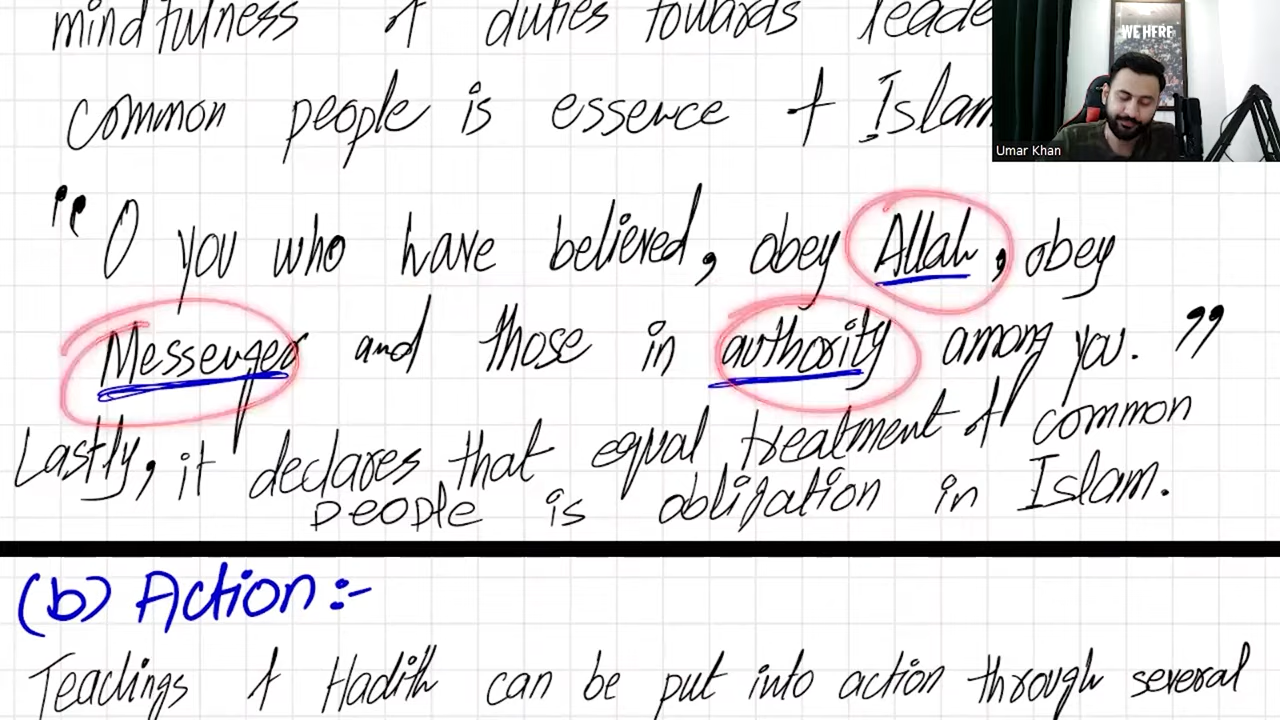 mindfulness of duties towards leade
common people is essence of Islam
WE HERE
Umar Khan
"O you who have believed, obey Allah, obey
Messenger and those in authority among you."
Lastly, it declares that equal treatment of common
people is obligation in Islam.
(b) Action:-
Teachings of Hadith can be put into action through several